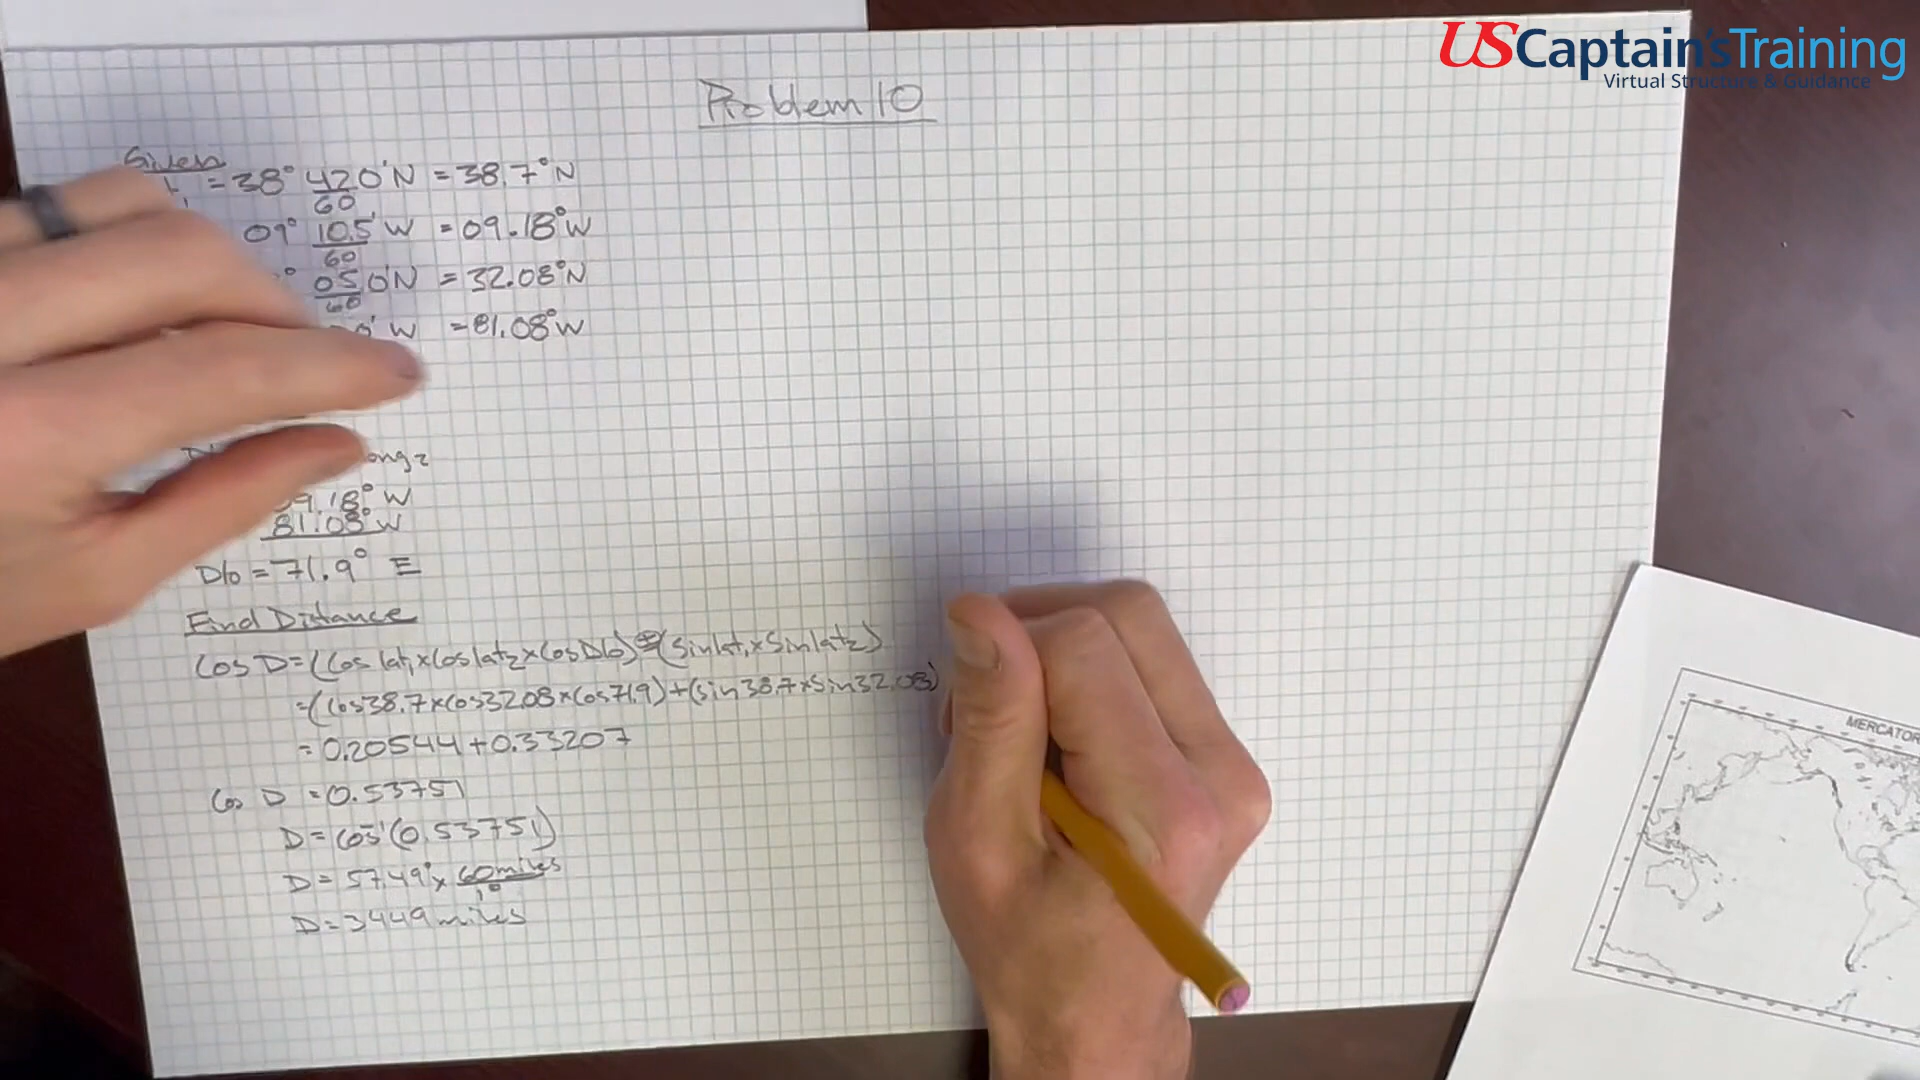 USCaptain'sTraining
Virtual Structure & Guidance
Problem 10
Given
= 38° 42.0' N = 38.7° N
60
09° 10.5' W = 09.18° W
60
° 05.0' N = 32.08° N
60
' W = 81.08° W
ong2
09.18° W
81.08° W
Dlo = 71.9° E
Find Distance
Cos D = (Cos lat1 x Cos lat2 x Cos Dlo) ± (Sin lat1 x Sin lat2)
= (Cos 38.7 x Cos 32.08 x Cos 71.9) + (Sin 38.7 x Sin 32.08)
= 0.20544 + 0.33207
Cos D = 0.53751
D = Cos⁻¹(0.53751)
D = 57.49° x 60 miles
1°
D = 3449 miles
MERCATOR